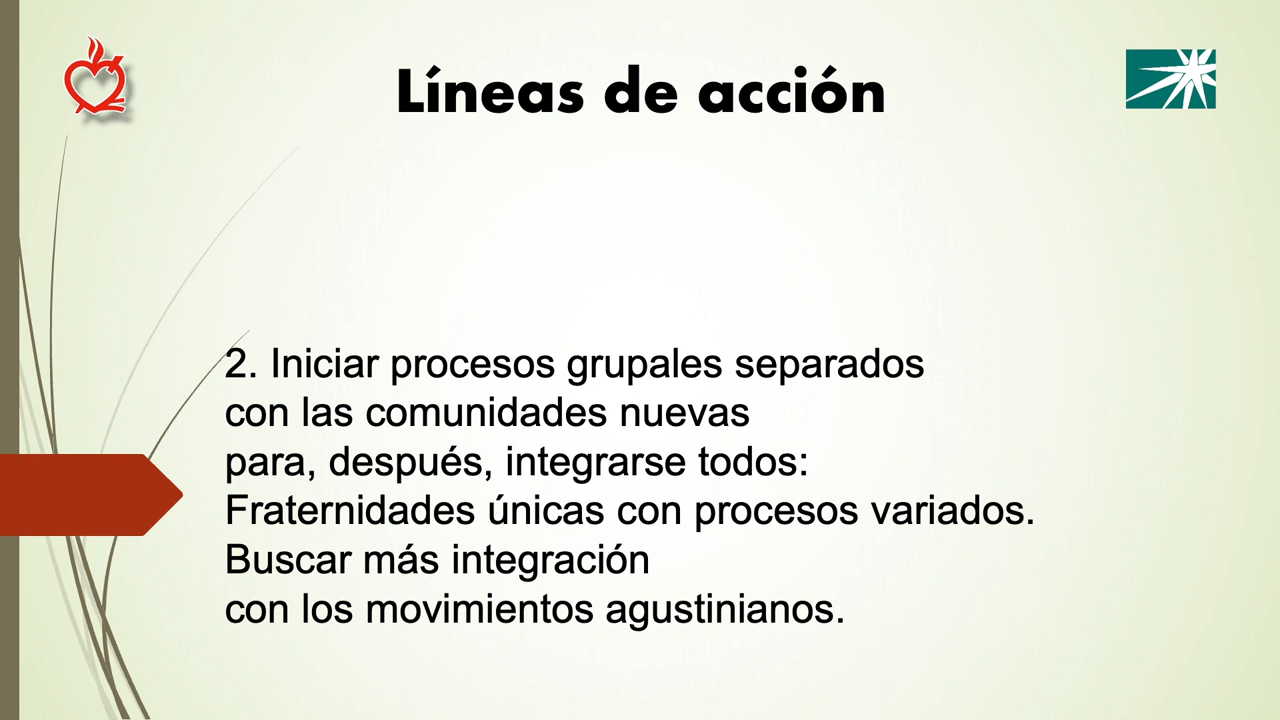 Líneas de acción
2. Iniciar procesos grupales separados
con las comunidades nuevas
para, después, integrarse todos:
Fraternidades únicas con procesos variados.
Buscar más integración
con los movimientos agustinianos.